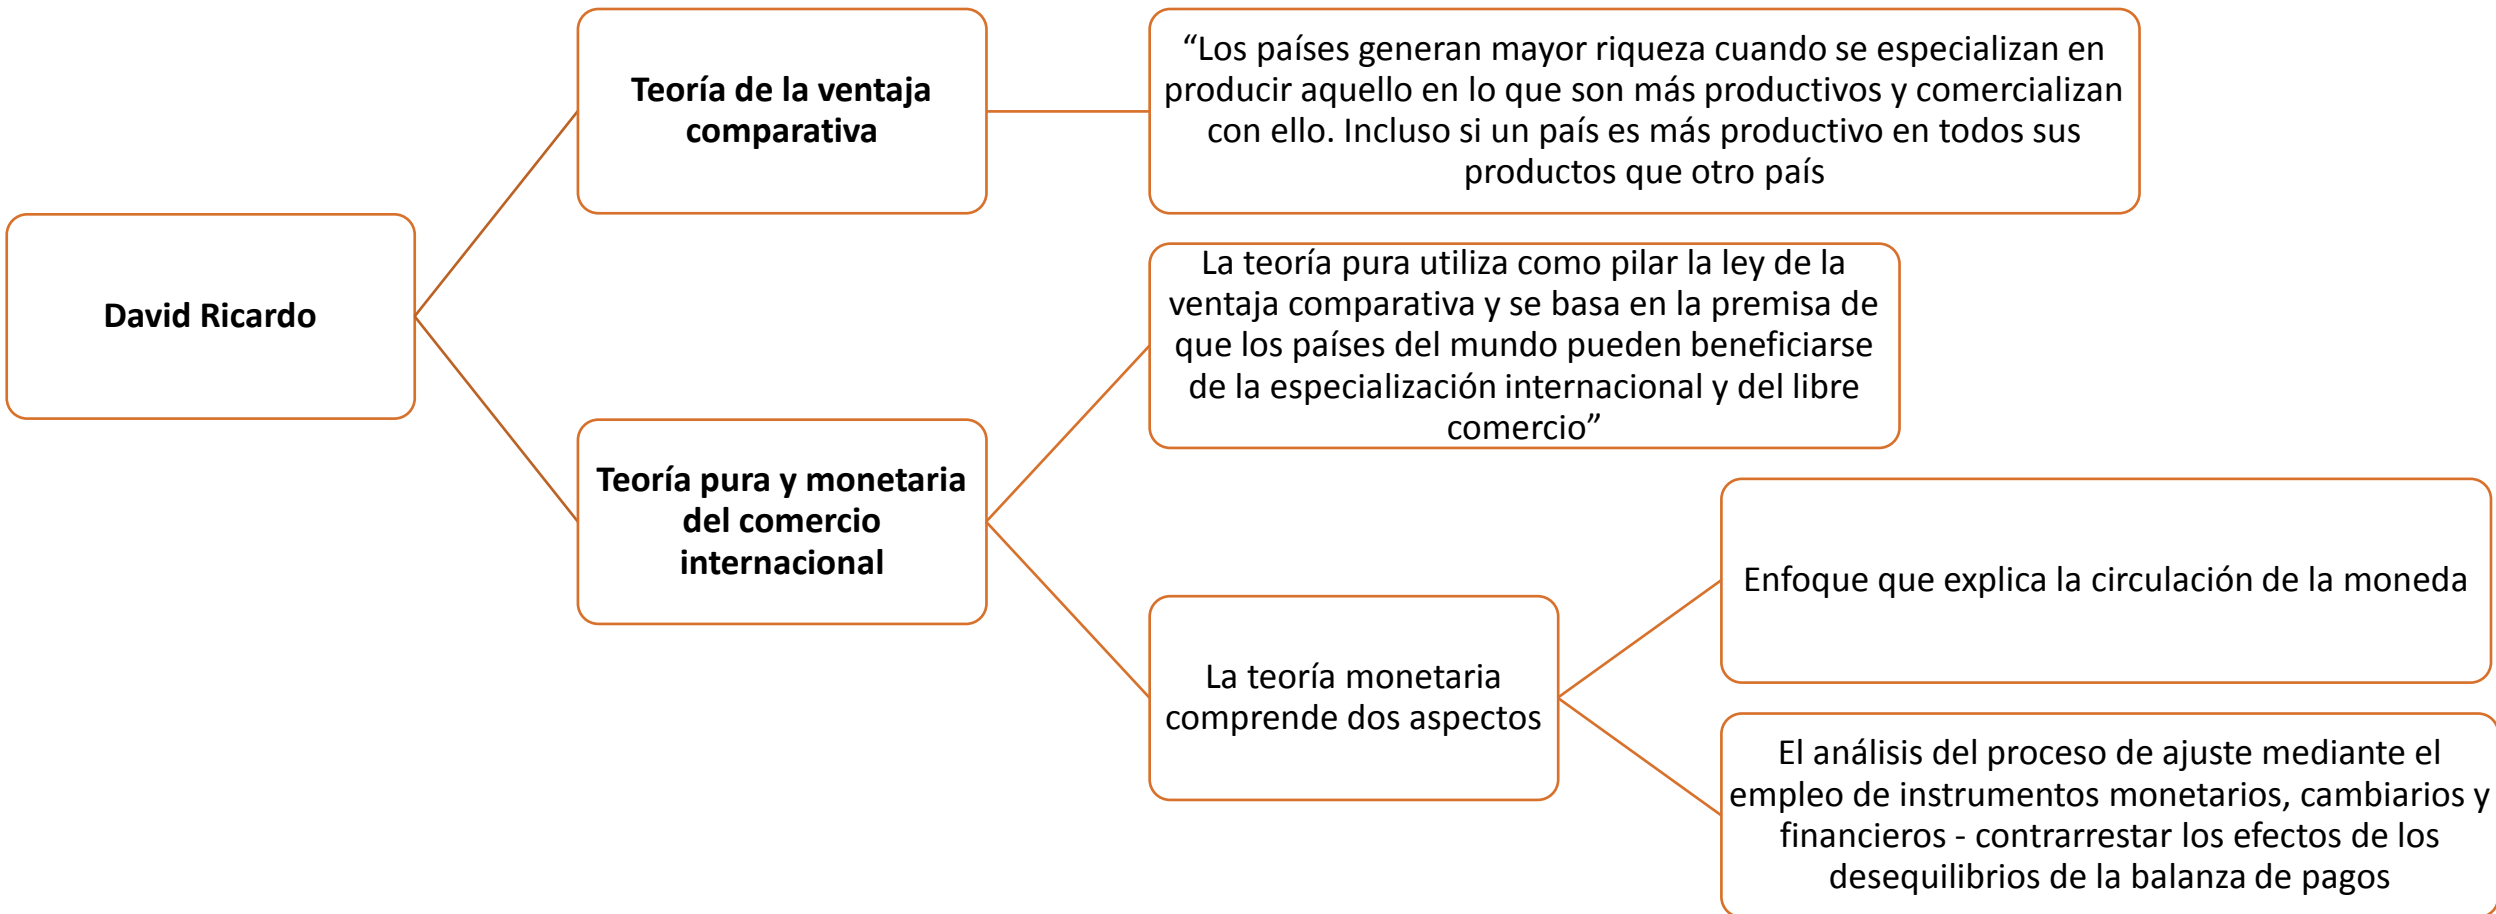 David Ricardo
Teoría de la ventaja
comparativa
“Los países generan mayor riqueza cuando se especializan en
producir aquello en lo que son más productivos y comercializan
con ello. Incluso si un país es más productivo en todos sus
productos que otro país
Teoría pura y monetaria
del comercio
internacional
La teoría pura utiliza como pilar la ley de la
ventaja comparativa y se basa en la premisa de
que los países del mundo pueden beneficiarse
de la especialización internacional y del libre
comercio”
La teoría monetaria
comprende dos aspectos
Enfoque que explica la circulación de la moneda
El análisis del proceso de ajuste mediante el
empleo de instrumentos monetarios, cambiarios y
financieros - contrarrestar los efectos de los
desequilibrios de la balanza de pagos